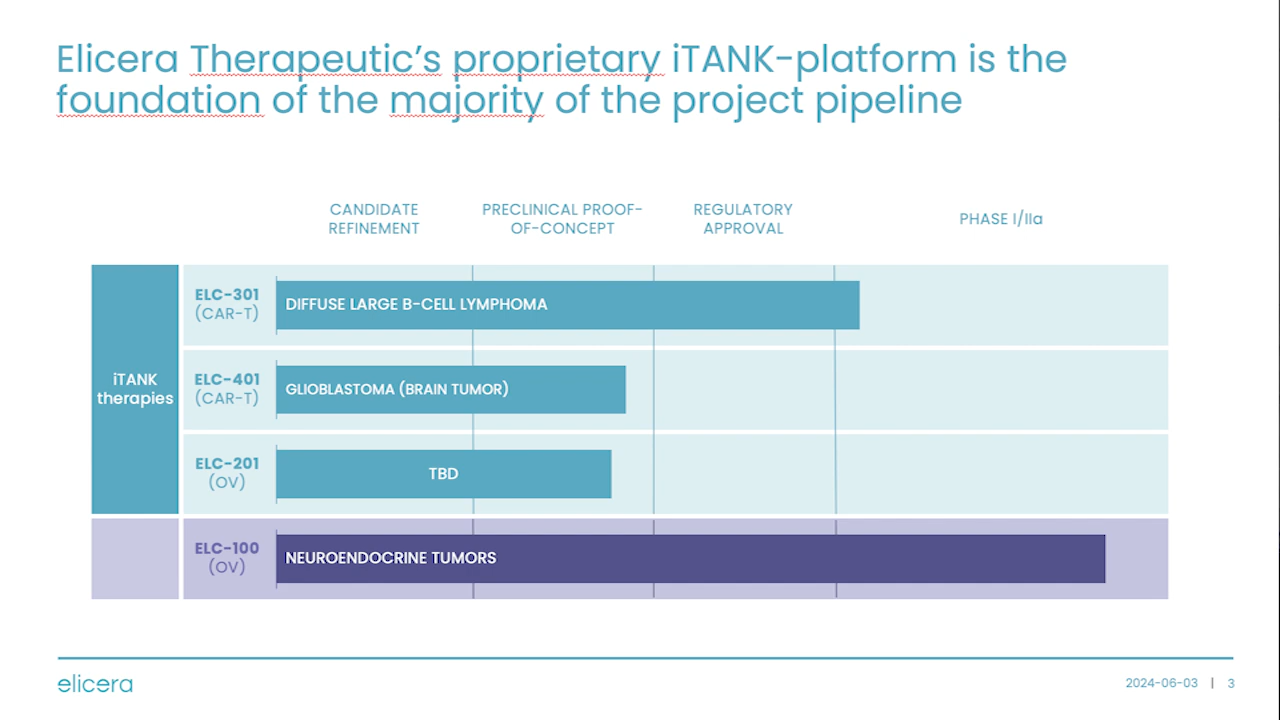 Elicera Therapeutic’s proprietary iTANK-platform is the
foundation of the majority of the project pipeline
CANDIDATE
REFINEMENT
PRECLINICAL PROOF-
OF-CONCEPT
REGULATORY
APPROVAL
PHASE I/IIa
iTANK
therapies
ELC-301
(CAR-T)
DIFFUSE LARGE B-CELL LYMPHOMA
ELC-401
(CAR-T)
GLIOBLASTOMA (BRAIN TUMOR)
ELC-201
(OV)
TBD
ELC-100
(OV)
NEUROENDOCRINE TUMORS
elicera
2024-06-03 | 3